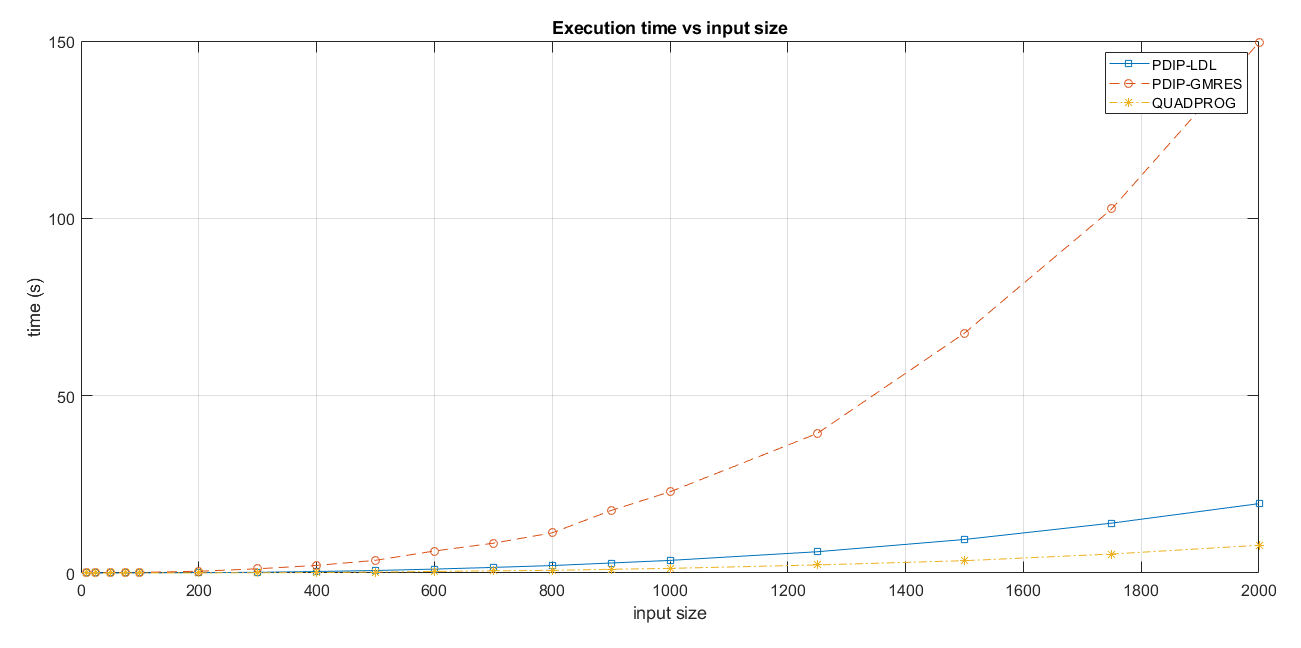 Execution time vs input size
150
100
50
0
time (s)
PDIP-LDL
PDIP-GMRES
QUADPROG
0 200 400 600 800 1000 1200 1400 1600 1800 2000
input size